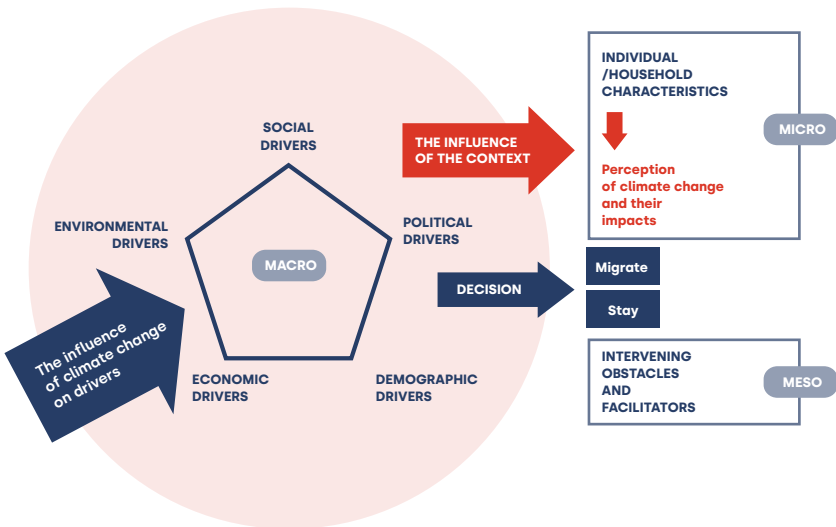 SOCIAL
DRIVERS
ENVIRONMENTAL
DRIVERS
POLITICAL
DRIVERS
MACRO
ECONOMIC
DRIVERS
DEMOGRAPHIC
DRIVERS
The influence
of climate change
on drivers
THE INFLUENCE
OF THE CONTEXT
DECISION
INDIVIDUAL
/HOUSEHOLD
CHARACTERISTICS
MICRO
Perception
of climate change
and their
impacts
Migrate
Stay
INTERVENING
OBSTACLES
AND
FACILITATORS
MESO